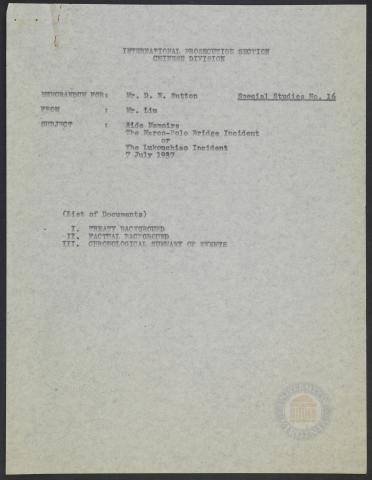 INTERNATIONAL PROSECUTION SECTION
CHINESE DIVISION
MEMORANDUM FOR: Mr. D. N. Sutton Special Studies No. 16
FROM : Mr. Liu
SUBJECT : Aide Memoire
The Marco-Polo Bridge Incident
or
The Lukouchiao Incident
7 July 1937
(List of Documents)
I. TREATY BACKGROUND
II. FACTUAL BACKGROUND
III. CHRONOLOGICAL SUMMARY OF EVENTS
UNIVERSITY
VIRGINIA